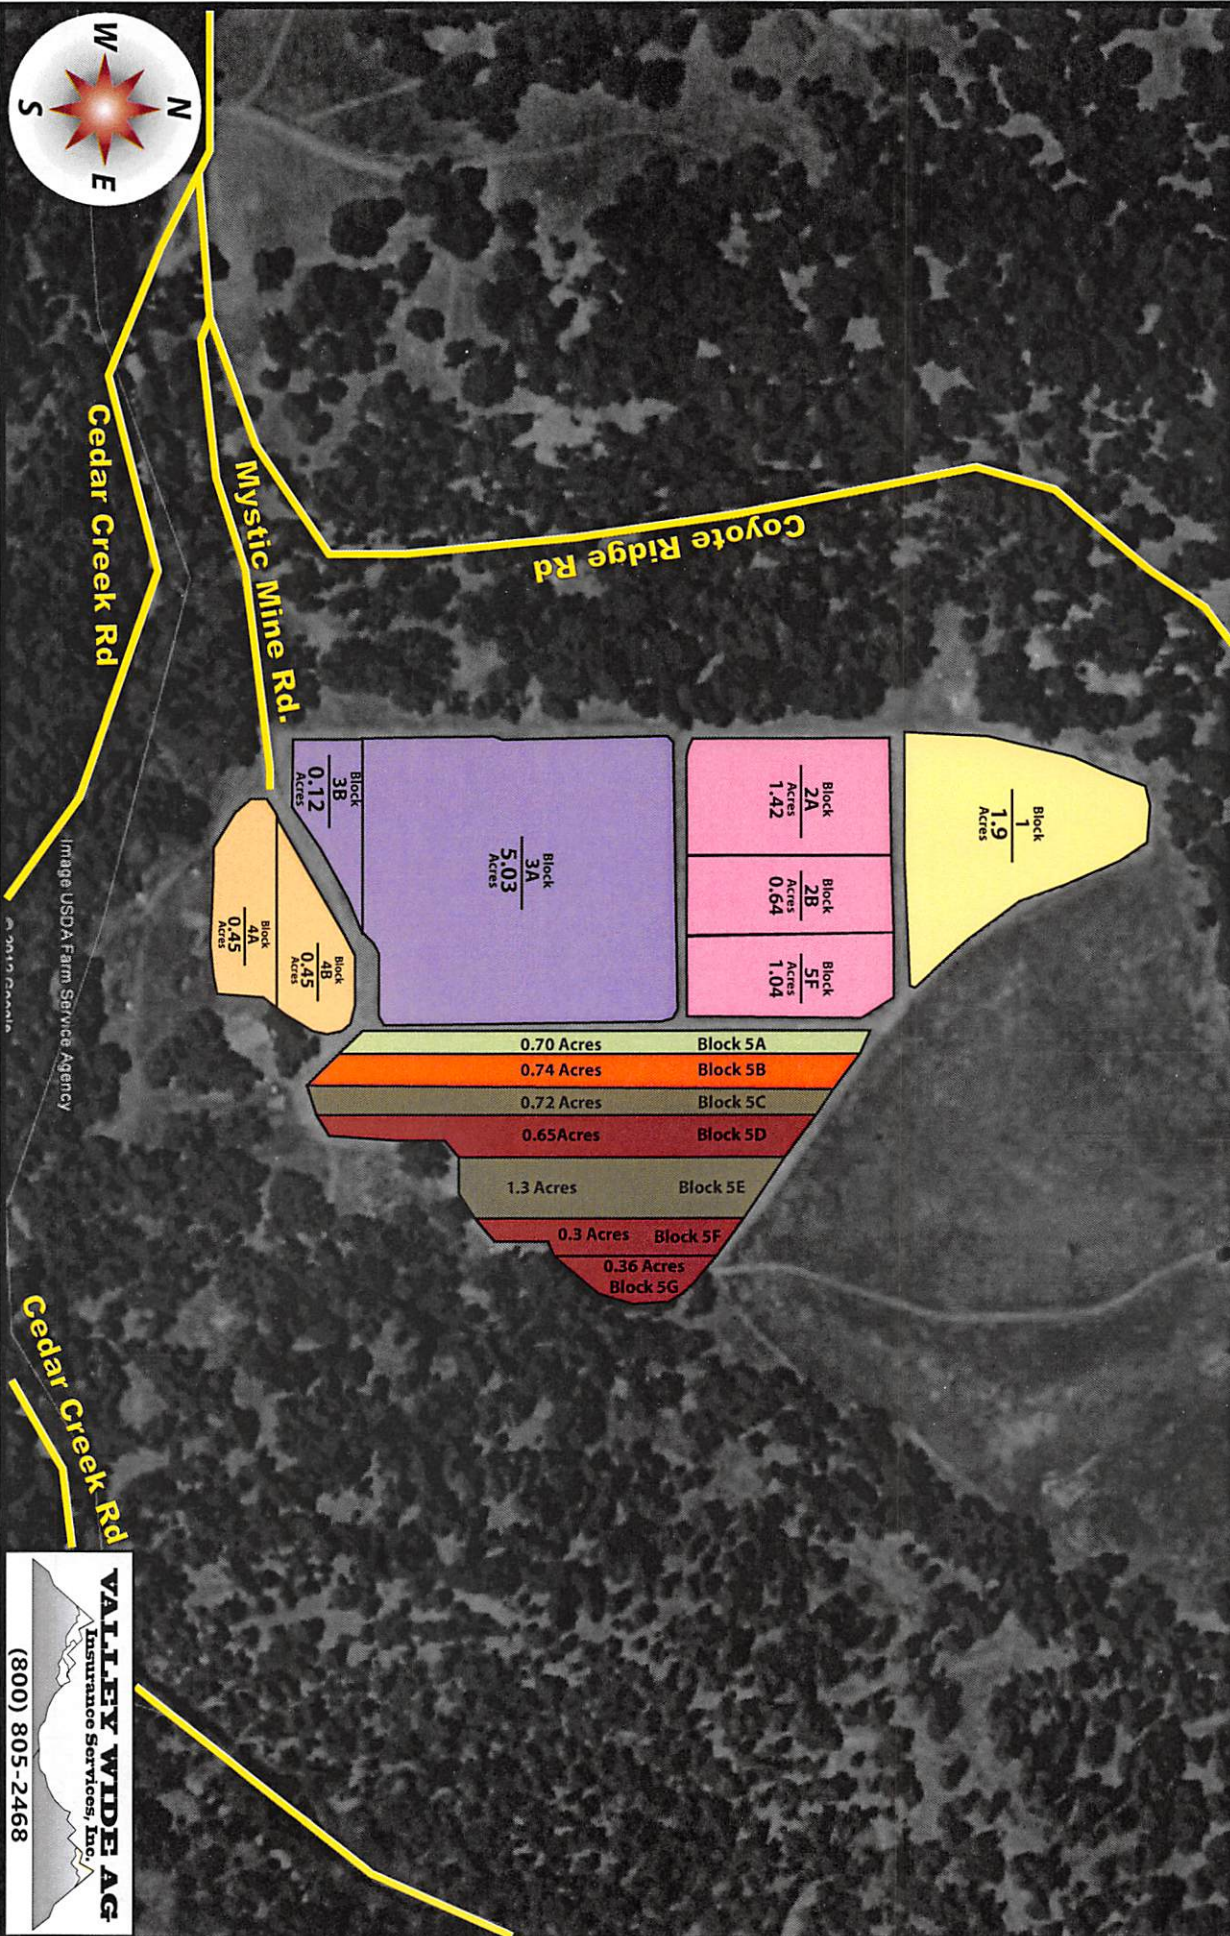 N
W
E
S
Coyote Ridge Rd
Mystic Mine Rd.
Cedar Creek Rd
Block
1
1.9
Acres
Block
2A
Acres
1.42
Block
2B
Acres
0.64
Block
5F
Acres
1.04
Block
3A
5.03
Acres
Block
3B
0.12
Acres
Block
4A
0.45
Acres
Block
4B
0.45
Acres
0.70 Acres Block 5A
0.74 Acres Block 5B
0.72 Acres Block 5C
0.65Acres Block 5D
1.3 Acres Block 5E
0.3 Acres Block 5F
0.36 Acres
Block 5G
Image USDA Farm Service Agency
© 2012 Google
Cedar Creek Rd
VALLEY WIDE AG
Insurance Services, Inc.
(800) 805-2468